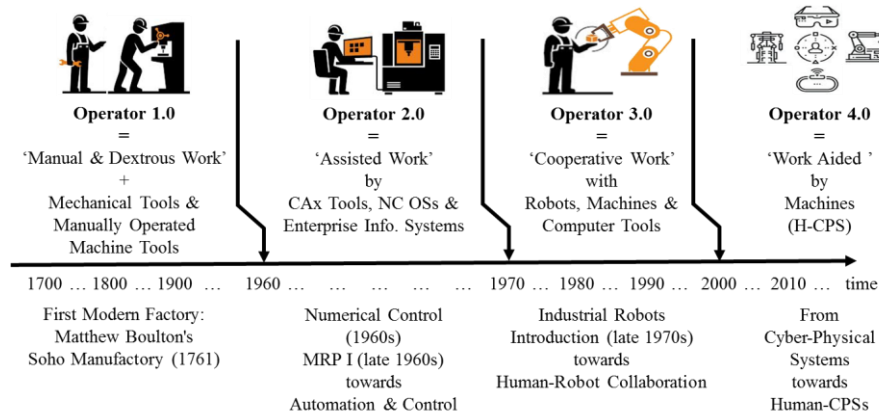 Operator 1.0
=
‘Manual & Dextrous Work’
+
Mechanical Tools &
Manually Operated
Machine Tools
Operator 2.0
=
‘Assisted Work’
by
CAx Tools, NC OSs &
Enterprise Info. Systems
Operator 3.0
=
‘Cooperative Work’
with
Robots, Machines &
Computer Tools
Operator 4.0
=
‘Work Aided ’
by
Machines
(H-CPS)
1700 … 1800 … 1900 … 1960 … … … … … 1970 … 1980 … 1990 … 2000 … 2010 … time
First Modern Factory:
Matthew Boulton's
Soho Manufactory (1761)
Numerical Control
(1960s)
MRP I (late 1960s)
towards
Automation & Control
Industrial Robots
Introduction (late 1970s)
towards
Human-Robot Collaboration
From
Cyber-Physical
Systems
towards
Human-CPSs